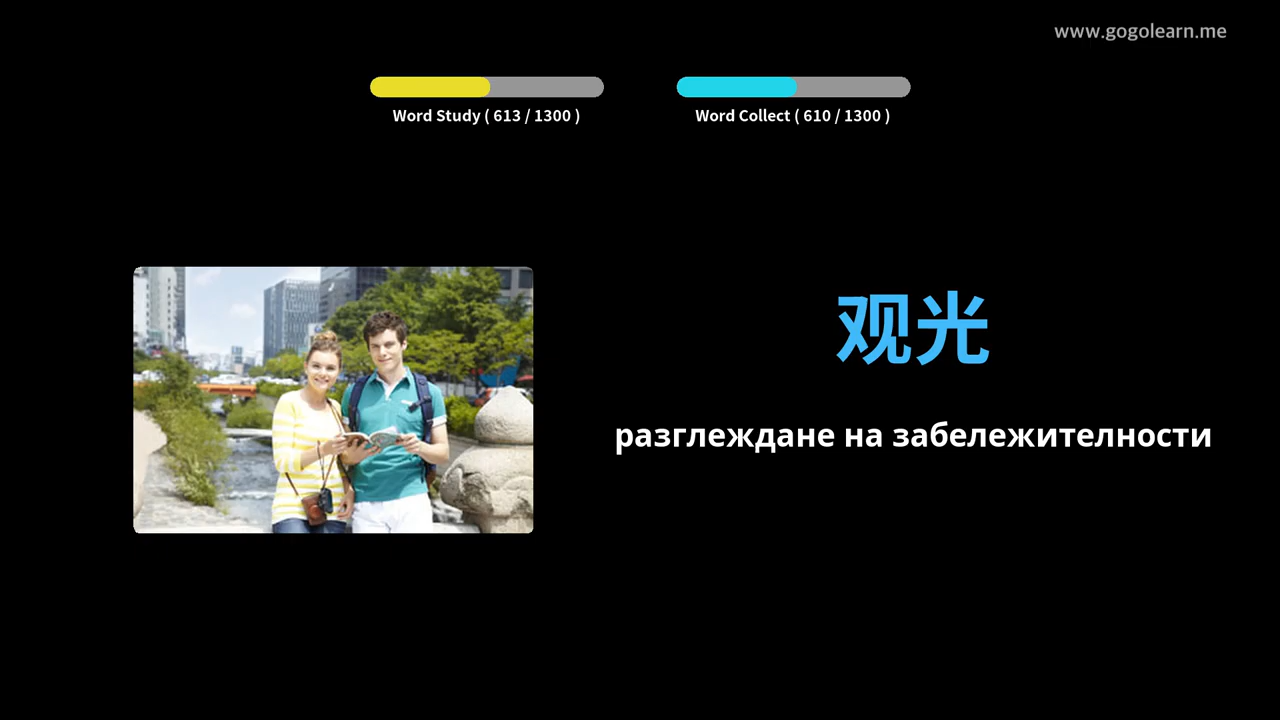 www.gogolearn.me
Word Study ( 613 / 1300 )
Word Collect ( 610 / 1300 )
观光
разглеждане на забележителности